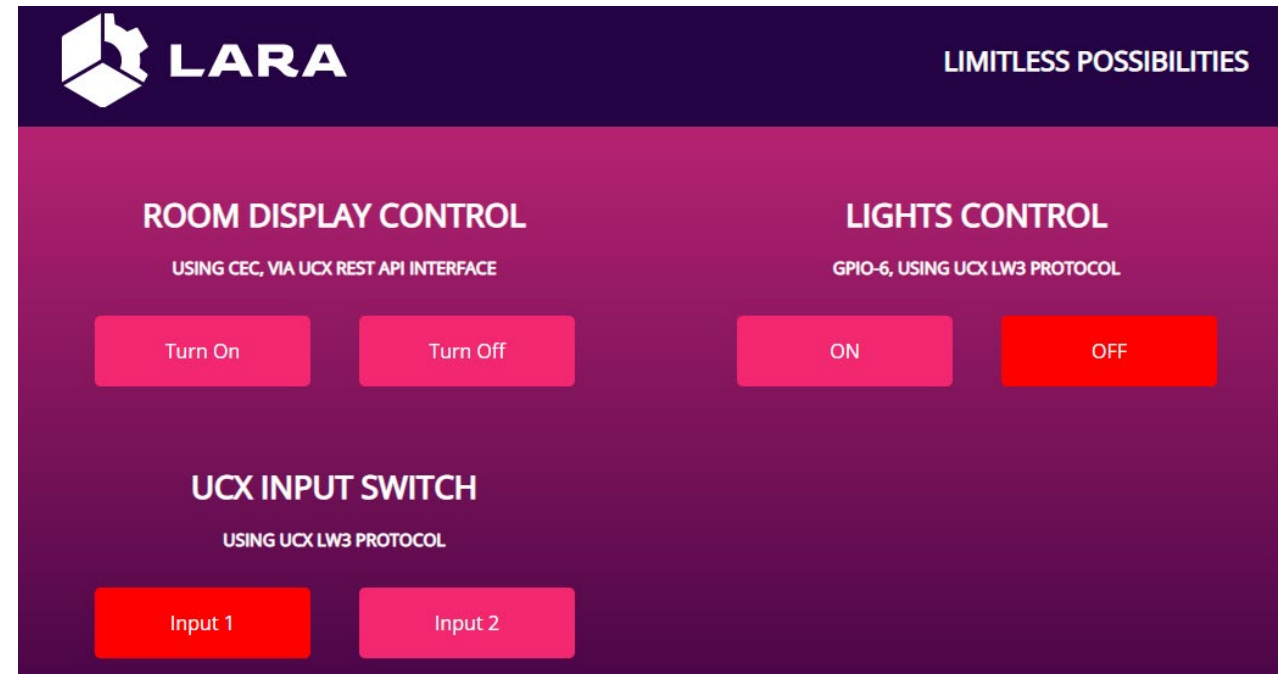 LARA
LIMITLESS POSSIBILITIES
ROOM DISPLAY CONTROL
USING CEC, VIA UCX REST API INTERFACE
Turn On
Turn Off
LIGHTS CONTROL
GPIO-6, USING UCX LW3 PROTOCOL
ON
OFF
UCX INPUT SWITCH
USING UCX LW3 PROTOCOL
Input 1
Input 2